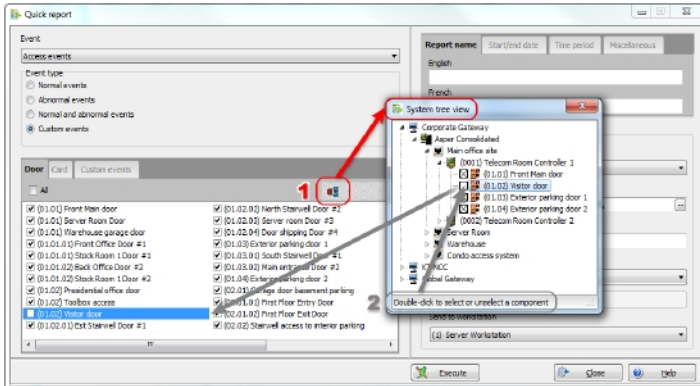 Quick report
Event
Access events
Event type
Normal events
Abnormal events
Normal and abnormal events
Custom events
Door Card Custom events
All
(01.01) Front Main door
(01.01) Server Room Door
(01.01) Warehouse garage door
(01.01.01) Front Office Door #1
(01.01.01) Stock Room 1 Door #1
(01.02) Back Office Door #2
(01.01.02) Stock Room 1 Door #2
(01.02) Presidential office door
(01.02) Toolbox access
(01.02) Visitor door
(01.02.01) Est Stairwell Door #1
(01.02.02) North Stairwell Door #2
(01.02.03) Server room Door #3
(01.02.04) Door shipping Door #4
(01.03) Exterior parking door 1
(01.03.01) South Stairwell Door #1
(01.03.02) Main entrance Door #2
(01.04) Exterior parking door 2
(02.01) Garage door basement parking
(02.01.01) First Floor Entry Door
(02.01.02) First Floor Exit Door
(02.02) Stairwell access to interior parking
1
Report name Start/end date Time period Miscellaneous
English
French
System tree view
Corporate Gateway
Asper Consolidated
Main office site
(0001) Telecom Room Controller 1
(01.01) Front Main door
(01.02) Visitor door
(01.03) Exterior parking door 1
(01.04) Exterior parking door 2
(0002) Telecom Room Controller 2
Server Room
Warehouse
Condo access system
Global Gateway
2
Double-click to select or unselect a component
Send to workstation
(1) Server Workstation
Execute
Close
Help